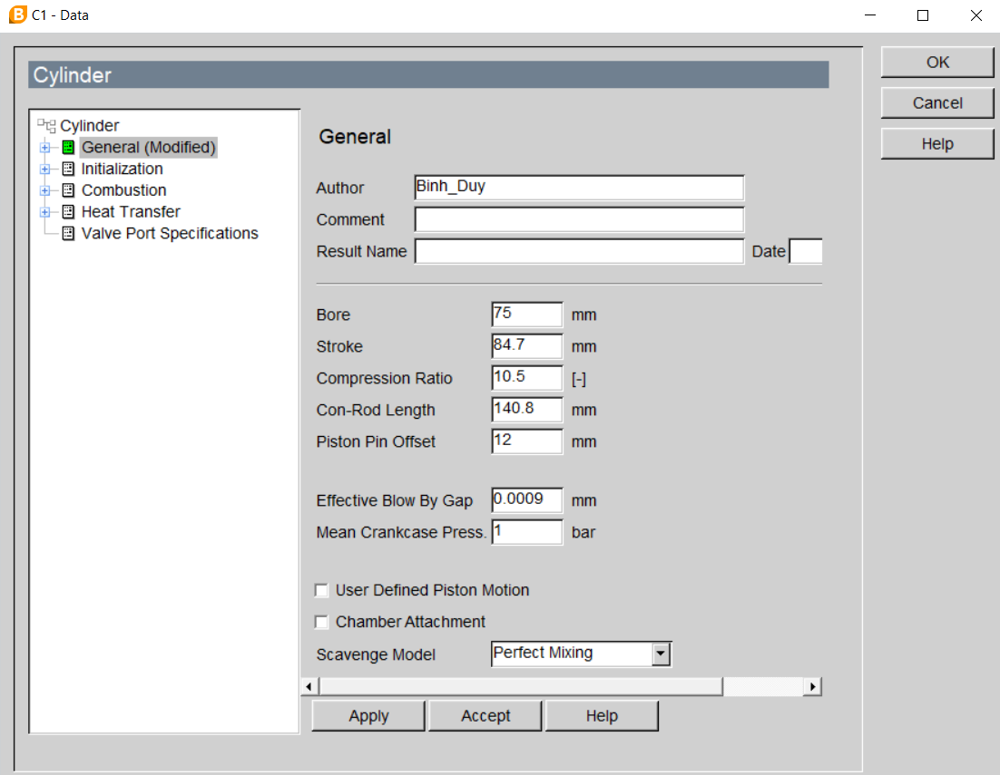 B C1 - Data
Cylinder
OK
Cancel
Help
Cylinder
General (Modified)
Initialization
Combustion
Heat Transfer
Valve Port Specifications
General
Author Binh_Duy
Comment
Result Name Date
Bore 75 mm
Stroke 84.7 mm
Compression Ratio 10.5 [-]
Con-Rod Length 140.8 mm
Piston Pin Offset 12 mm
Effective Blow By Gap 0.0009 mm
Mean Crankcase Press. 1 bar
User Defined Piston Motion
Chamber Attachment
Scavenge Model Perfect Mixing
Apply Accept Help